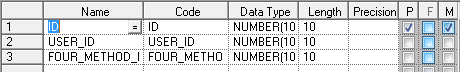 Name Code Data Type Length Precision P F M
1 ID = ID NUMBER(10 10
2 USER_ID USER_ID NUMBER(10 10
3 FOUR_METHOD_I FOUR_METHO NUMBER(10 10